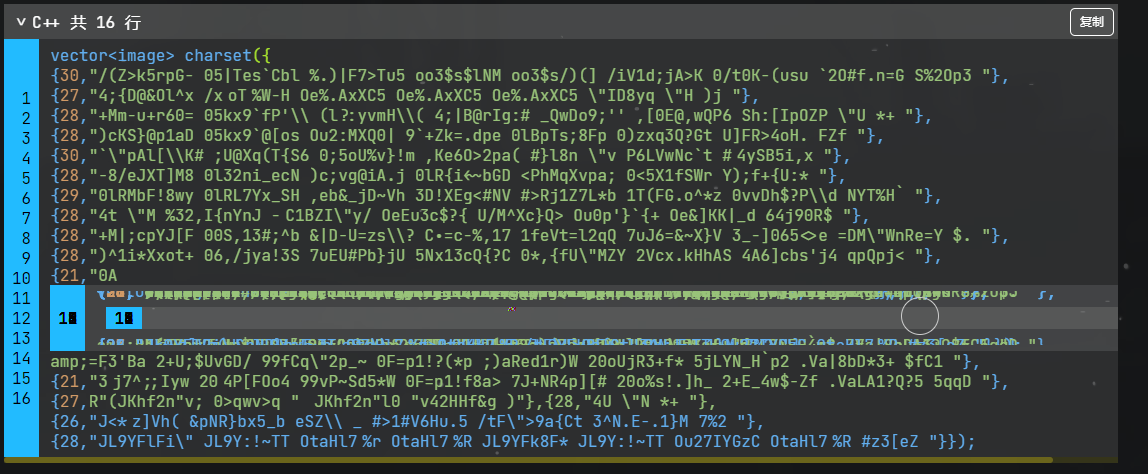 C++ 共 16 行
复制
vector<image> charset({
1 {30,"/(Z>k5rpG- 05|Tes`Cbl %.)|F7>Tu5 oo3$s$lNM oo3$s/)(] /iV1d;jA>K 0/t0K-(usu `2O#f.n=G S%2Op3 "},
2 {27,"4;{D@&Ol^x /x oT%W-H Oe%.AxXC5 Oe%.AxXC5 Oe%.AxXC5 \"ID8yq \"H )j "},
3 {28,"+Mm-u+r60= 05kx9`fP'\\ (l?:yvmH\\( 4;|B@rIg:# _QwDo9;'' ,[0E@,wQP6 Sh:[IpOZP \"U *+ "},
4 {28,")cKS}@p1aD 05kx9`@[os Ou2:MXQ0| 9`+Zk=.dpe 0lBpTs;8Fp 0)zxq3Q?Gt U]FR>4oH. FZf "},
5 {30,"`\"pAl[\\K# ;U@Xq(T{S6 0;5oU%v}!m ,Ke6O>2pa( #}l8n \"v P6LVwNc`t #4ySB5i,x "},
6 {28,"-8/eJXT]M8 0l32ni_ecN )c;vg@iA.j 0lR{i<~bGD <PhMqXvpa; 0<5X1fSWr Y);f+{U:* "},
7 {29,"0lRMbF!8wy 0lRL7Yx_SH ,eb&_jD~Vh 3D!XEg<#NV #>Rj1Z7L*b 1T(FG.o^*z 0vvDh$?P\\d NYT%H` "},
8 {28,"4t \"M %32,I{nYnJ - C1BZI\"y/ OeEu3c$?{ U/M^Xc}Q> Ou0p'}`{+ Oe&]KK|_d 64j90R$ "},
9 {28,"+M|;cpYJ[F 00S,13#;^b &|D-U=zs\\? C•=c-%,17 1feVt=l2qQ 7uJ6=&~X}V 3_-]065<>e =DM\"WnRe=Y $. "},
10 {28,")^1i*Xxot+ 06,/jya!3S 7uEU#Pb}jU 5Nx13cQ{?C 0*,{fU\"MZY 2Vcx.kHhAS 4A6]cbs'j4 qpQpj< "},
11 {21,"0A
12
13
14 amp;=F3'Ba 2+U;$UvGD/ 99fCq\"2p_~ 0F=p1!?(*p ;)aRed1r)W 20oUjR3+f* 5jLYN_H`p2 .Va|8bD*3+ $fC1 "},
15 {21,"3j7^;;Iyw 20 4P[FOo4 99vP~Sd5*W 0F=p1!f8a> 7J+NR4p][# 20o%s!.]h_ 2+E_4w$-Zf .VaLA1?Q?5 5qqD "},
16 {27,R"(JKhf2n"v; 0>qwv>q " JKhf2n"l0 "v42HHf&g )"},{28,"4U \"N *+ "},
{26,"J<*z]Vh( &pNR}bx5_b eSZ\\ _ #>1#V6Hu.5 /tF\">9a{Ct 3^N.E-.1}M 7%2 "},
{28,"JL9YFlFi\" JL9Y:!~TT OtaHl7%r OtaHl7%R JL9YFk8F* JL9Y:!~TT Ou27IYGzC OtaHl7%R #z3[eZ "}});